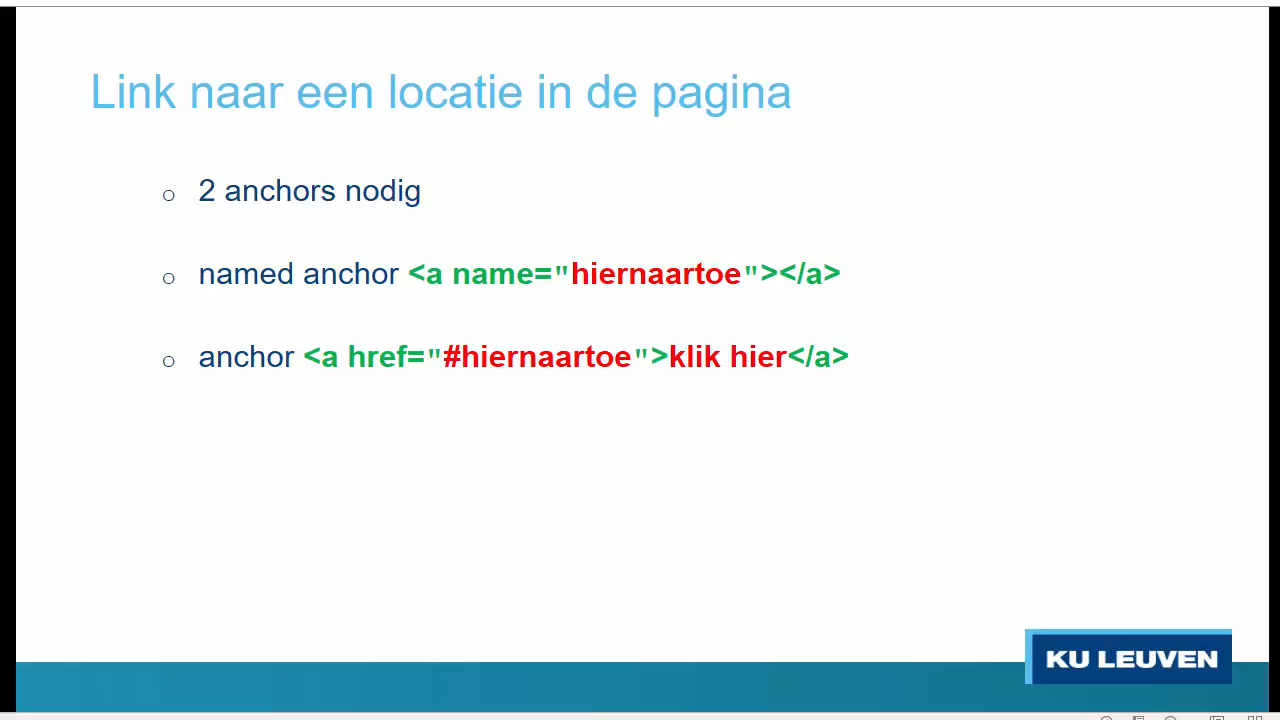 Link naar een locatie in de pagina
2 anchors nodig
named anchor <a name="hiernaartoe"></a>
anchor <a href="#hiernaartoe">klik hier</a>
KU LEUVEN